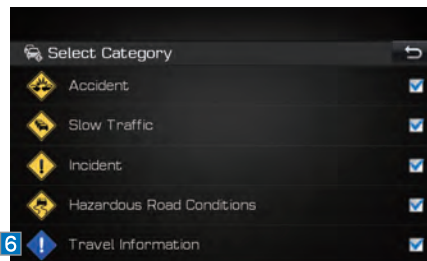 Select Category
Accident
Slow Traffic
Incident
Hazardous Road Conditions
6 Travel Information